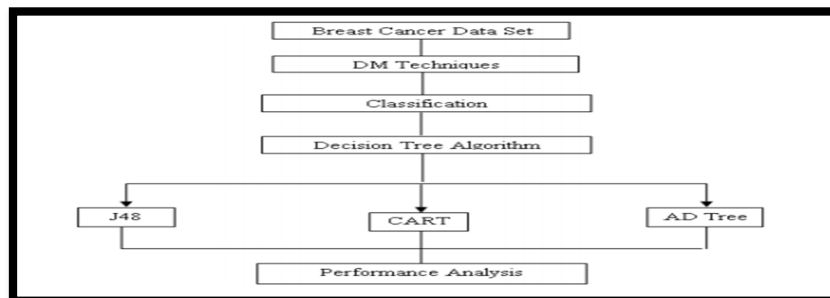 Breast Cancer Data Set
DM Techniques
Classification
Decision Tree Algorithm
J48
CART
AD Tree
Performance Analysis